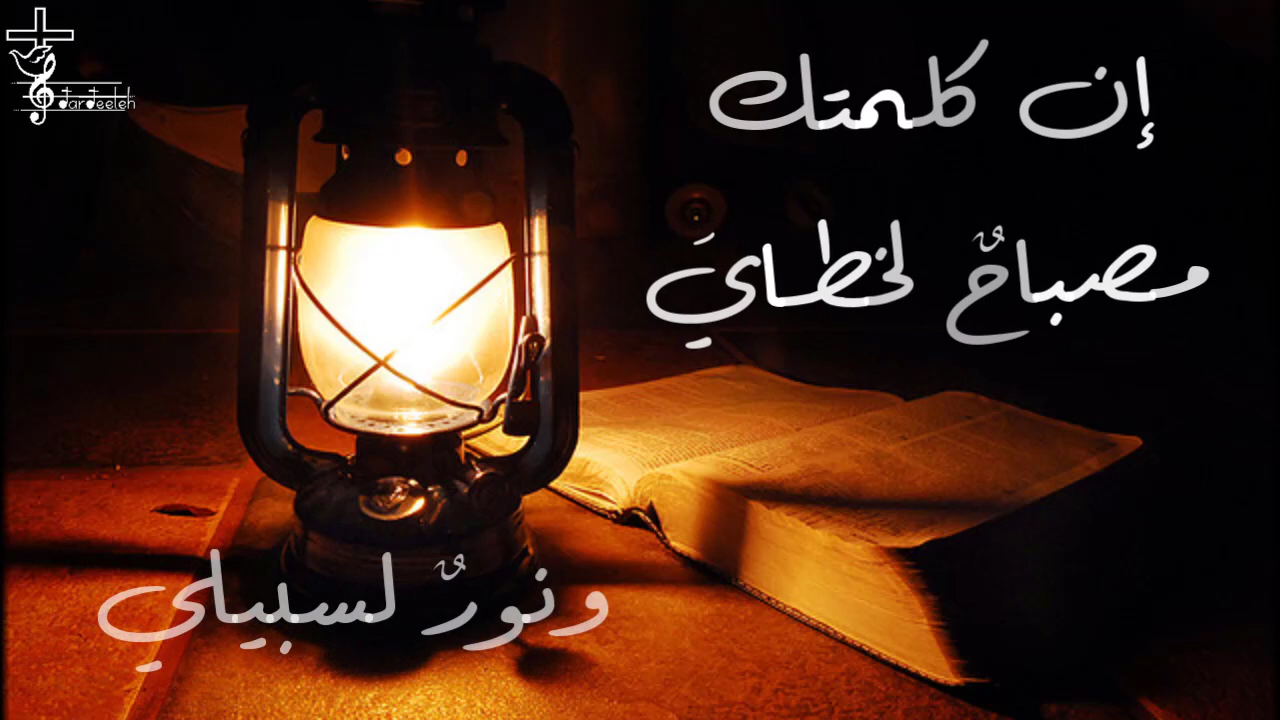 dardeeleh
إن كلمتك
مصباحٌ لخطايَ
ونورٌ لسبيلي